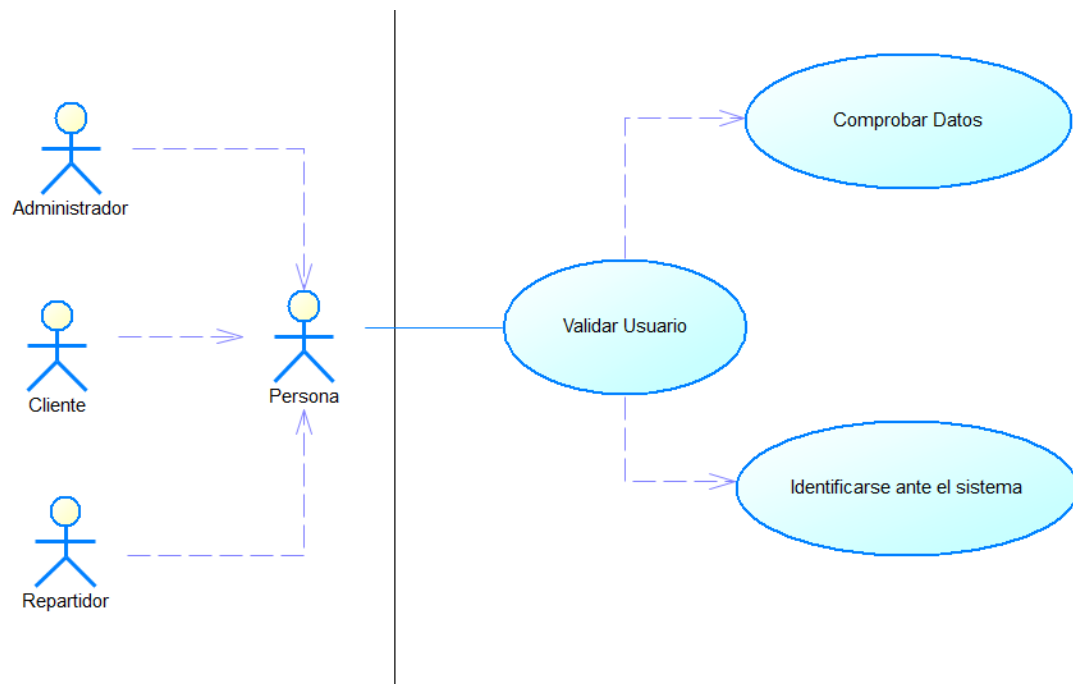 Comprobar Datos
Administrador
Validar Usuario
Cliente
Persona
Identificarse ante el sistema
Repartidor